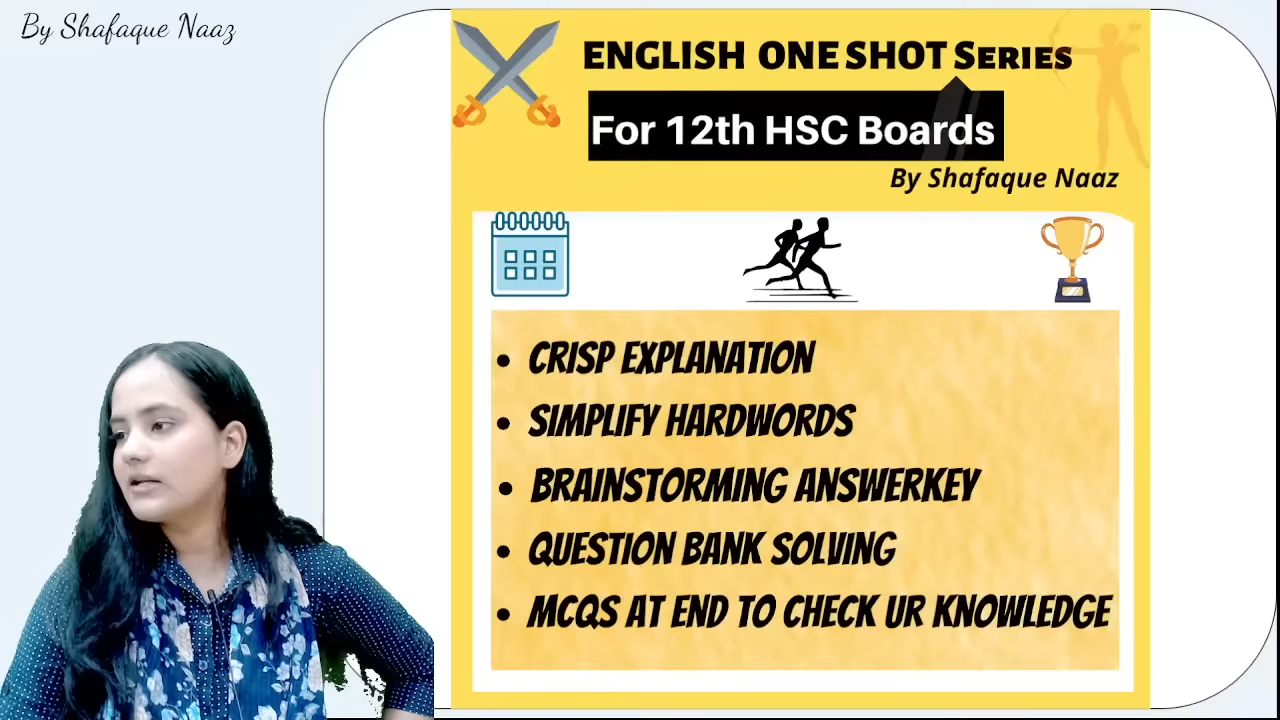 By Shafaque Naaz
ENGLISH ONE SHOT SERIES
For 12th HSC Boards
By Shafaque Naaz
• CRISP EXPLANATION
• SIMPLIFY HARDWORDS
• BRAINSTORMING ANSWERKEY
• QUESTION BANK SOLVING
• MCQS AT END TO CHECK UR KNOWLEDGE